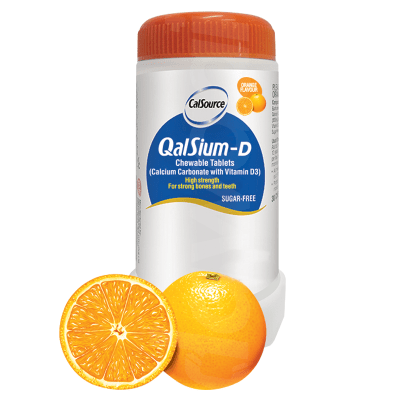 ORANGE
FLAVOUR
CalSource
QalSium-D
Chewable Tablets
(Calcium Carbonate with Vitamin D3)
High strength
For strong bones and teeth
SUGAR-FREE